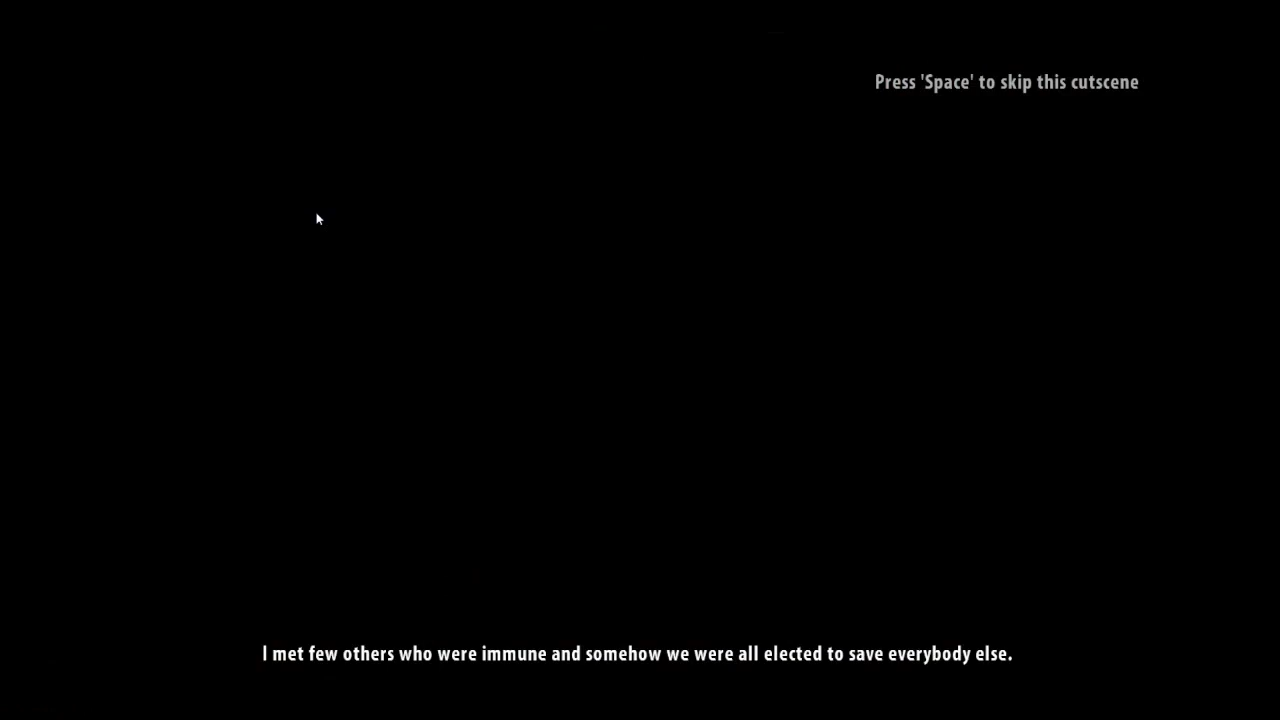 Press 'Space' to skip this cutscene
I met few others who were immune and somehow we were all elected to save everybody else.